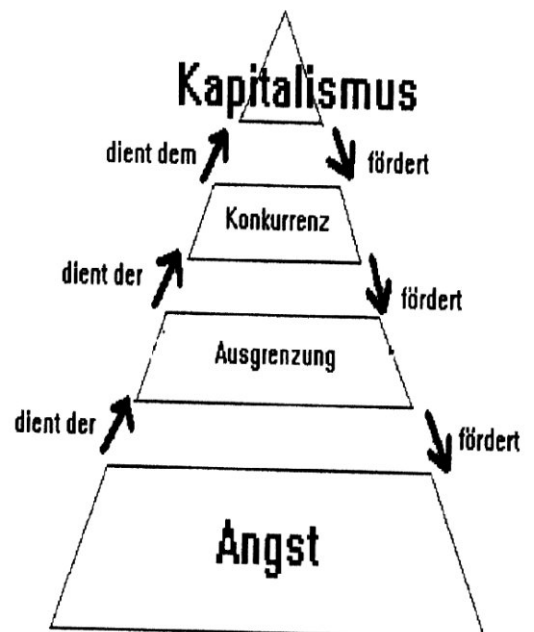 Kapitalismus
dient dem
fördert
Konkurrenz
dient der
fördert
Ausgrenzung
dient der
fördert
Angst